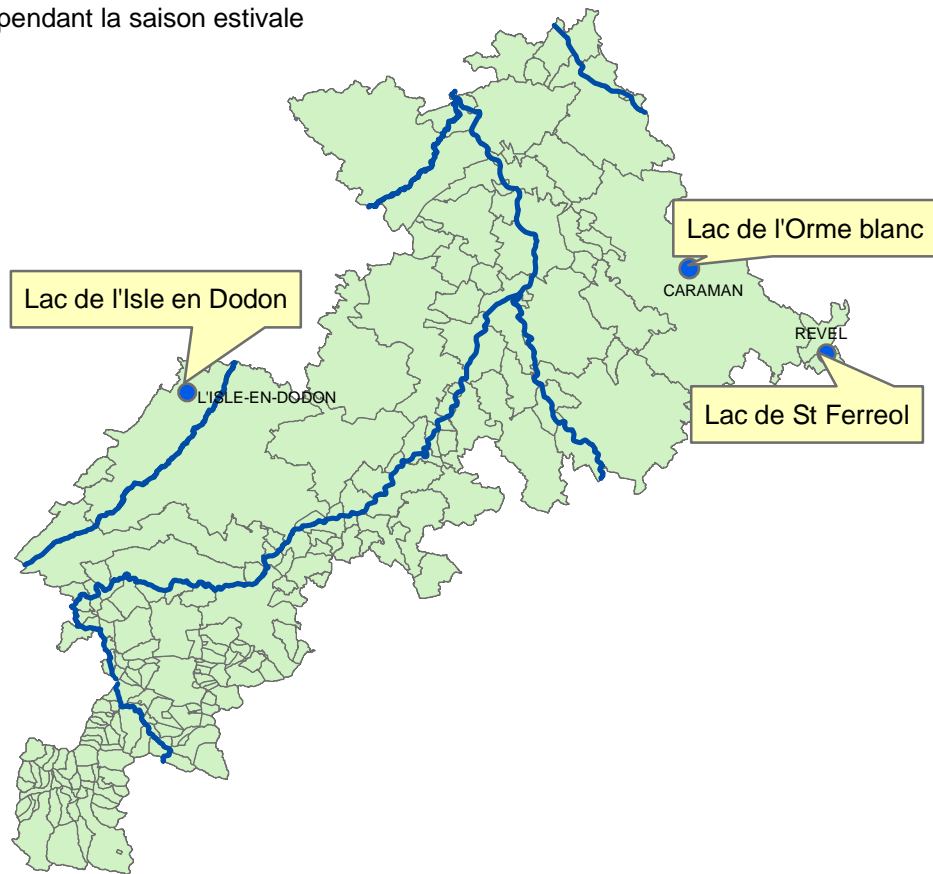 pendant la saison estivale
Lac de l'Orme blanc
CARAMAN
Lac de l'Isle en Dodon
REVEL
L'ISLE-EN-DODON
Lac de St Ferreol